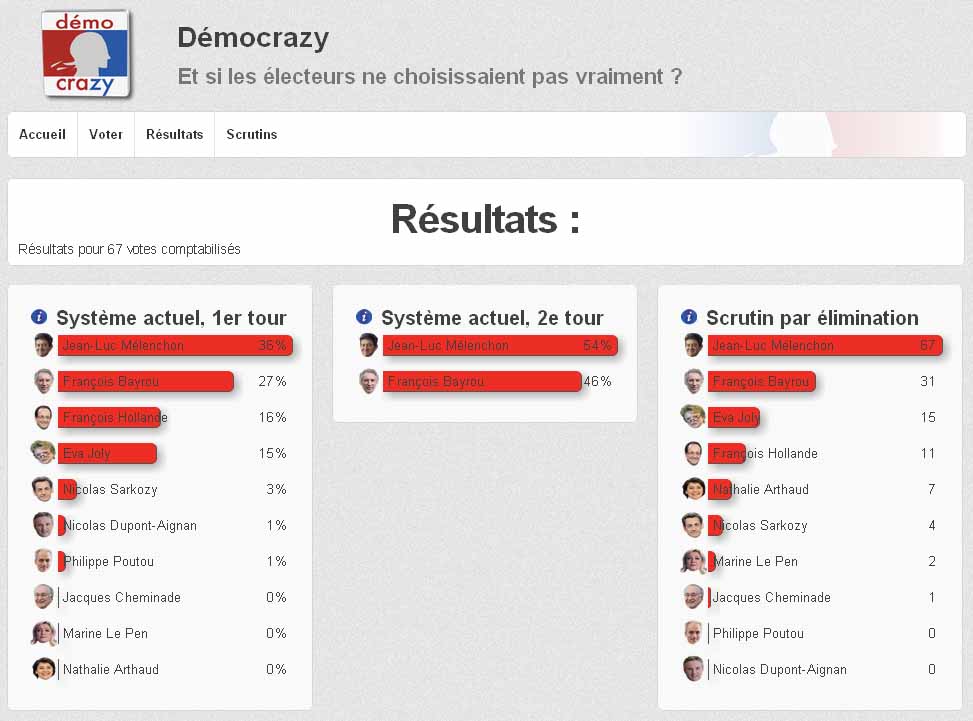 démo
crazy
Démocrazy
Et si les électeurs ne choisissaient pas vraiment ?
Accueil Voter Résultats Scrutins
Résultats :
Résultats pour 67 votes comptabilisés
Système actuel, 1er tour
Jean-Luc Mélenchon 36%
François Bayrou 27%
François Hollande 16%
Eva Joly 15%
Nicolas Sarkozy 3%
Nicolas Dupont-Aignan 1%
Philippe Poutou 1%
Jacques Cheminade 0%
Marine Le Pen 0%
Nathalie Arthaud 0%
Système actuel, 2e tour
Jean-Luc Mélenchon 54%
François Bayrou 46%
Scrutin par élimination
Jean-Luc Mélenchon 67
François Bayrou 31
Eva Joly 15
François Hollande 11
Nathalie Arthaud 7
Nicolas Sarkozy 4
Marine Le Pen 2
Jacques Cheminade 1
Philippe Poutou 0
Nicolas Dupont-Aignan 0